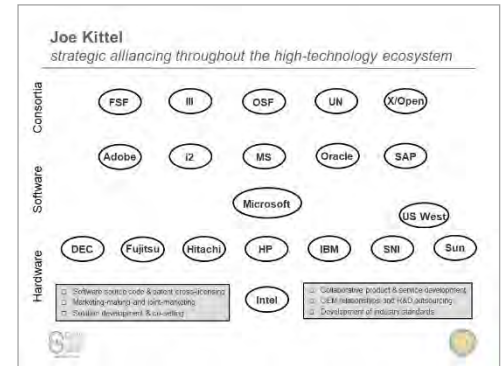 Joe Kittel
strategic alliancing throughout the high-technology ecosystem
Consortia
FSF III OSF UN X/Open
Software
Adobe i2 MS Oracle SAP
Microsoft
US West
Hardware
DEC Fujitsu Hitachi HP IBM SNI Sun
Intel
Software source code & patent cross-licensing
Marketing-mating and joint-marketing
Solution development & co-selling
Collaborative product & service development
OEM relationships and R&D outsourcing
Development of industry standards